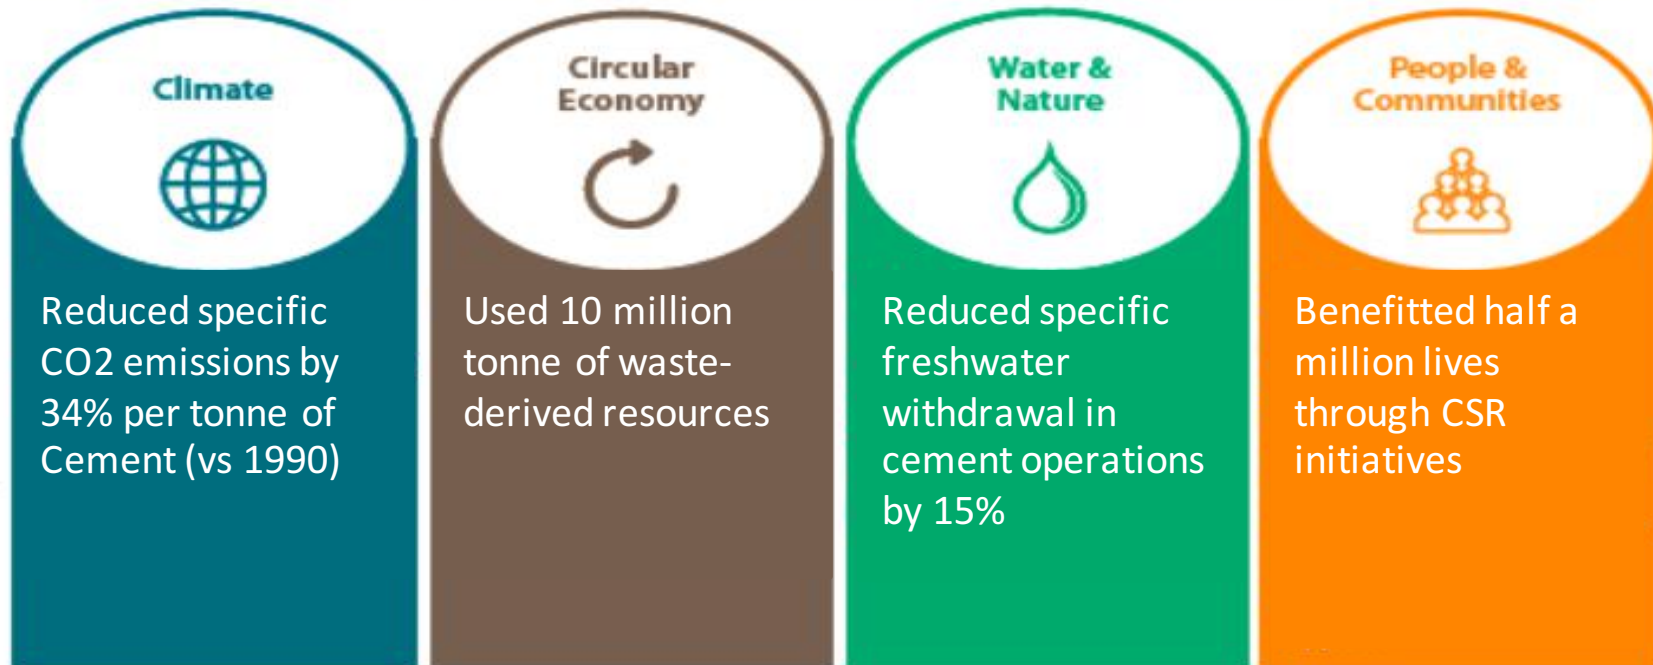 Climate
Reduced specific
CO2 emissions by
34% per tonne of
Cement (vs 1990)
Circular
Economy
Used 10 million
tonne of waste-
derived resources
Water &
Nature
Reduced specific
freshwater
withdrawal in
cement operations
by 15%
People &
Communities
Benefitted half a
million lives
through CSR
initiatives